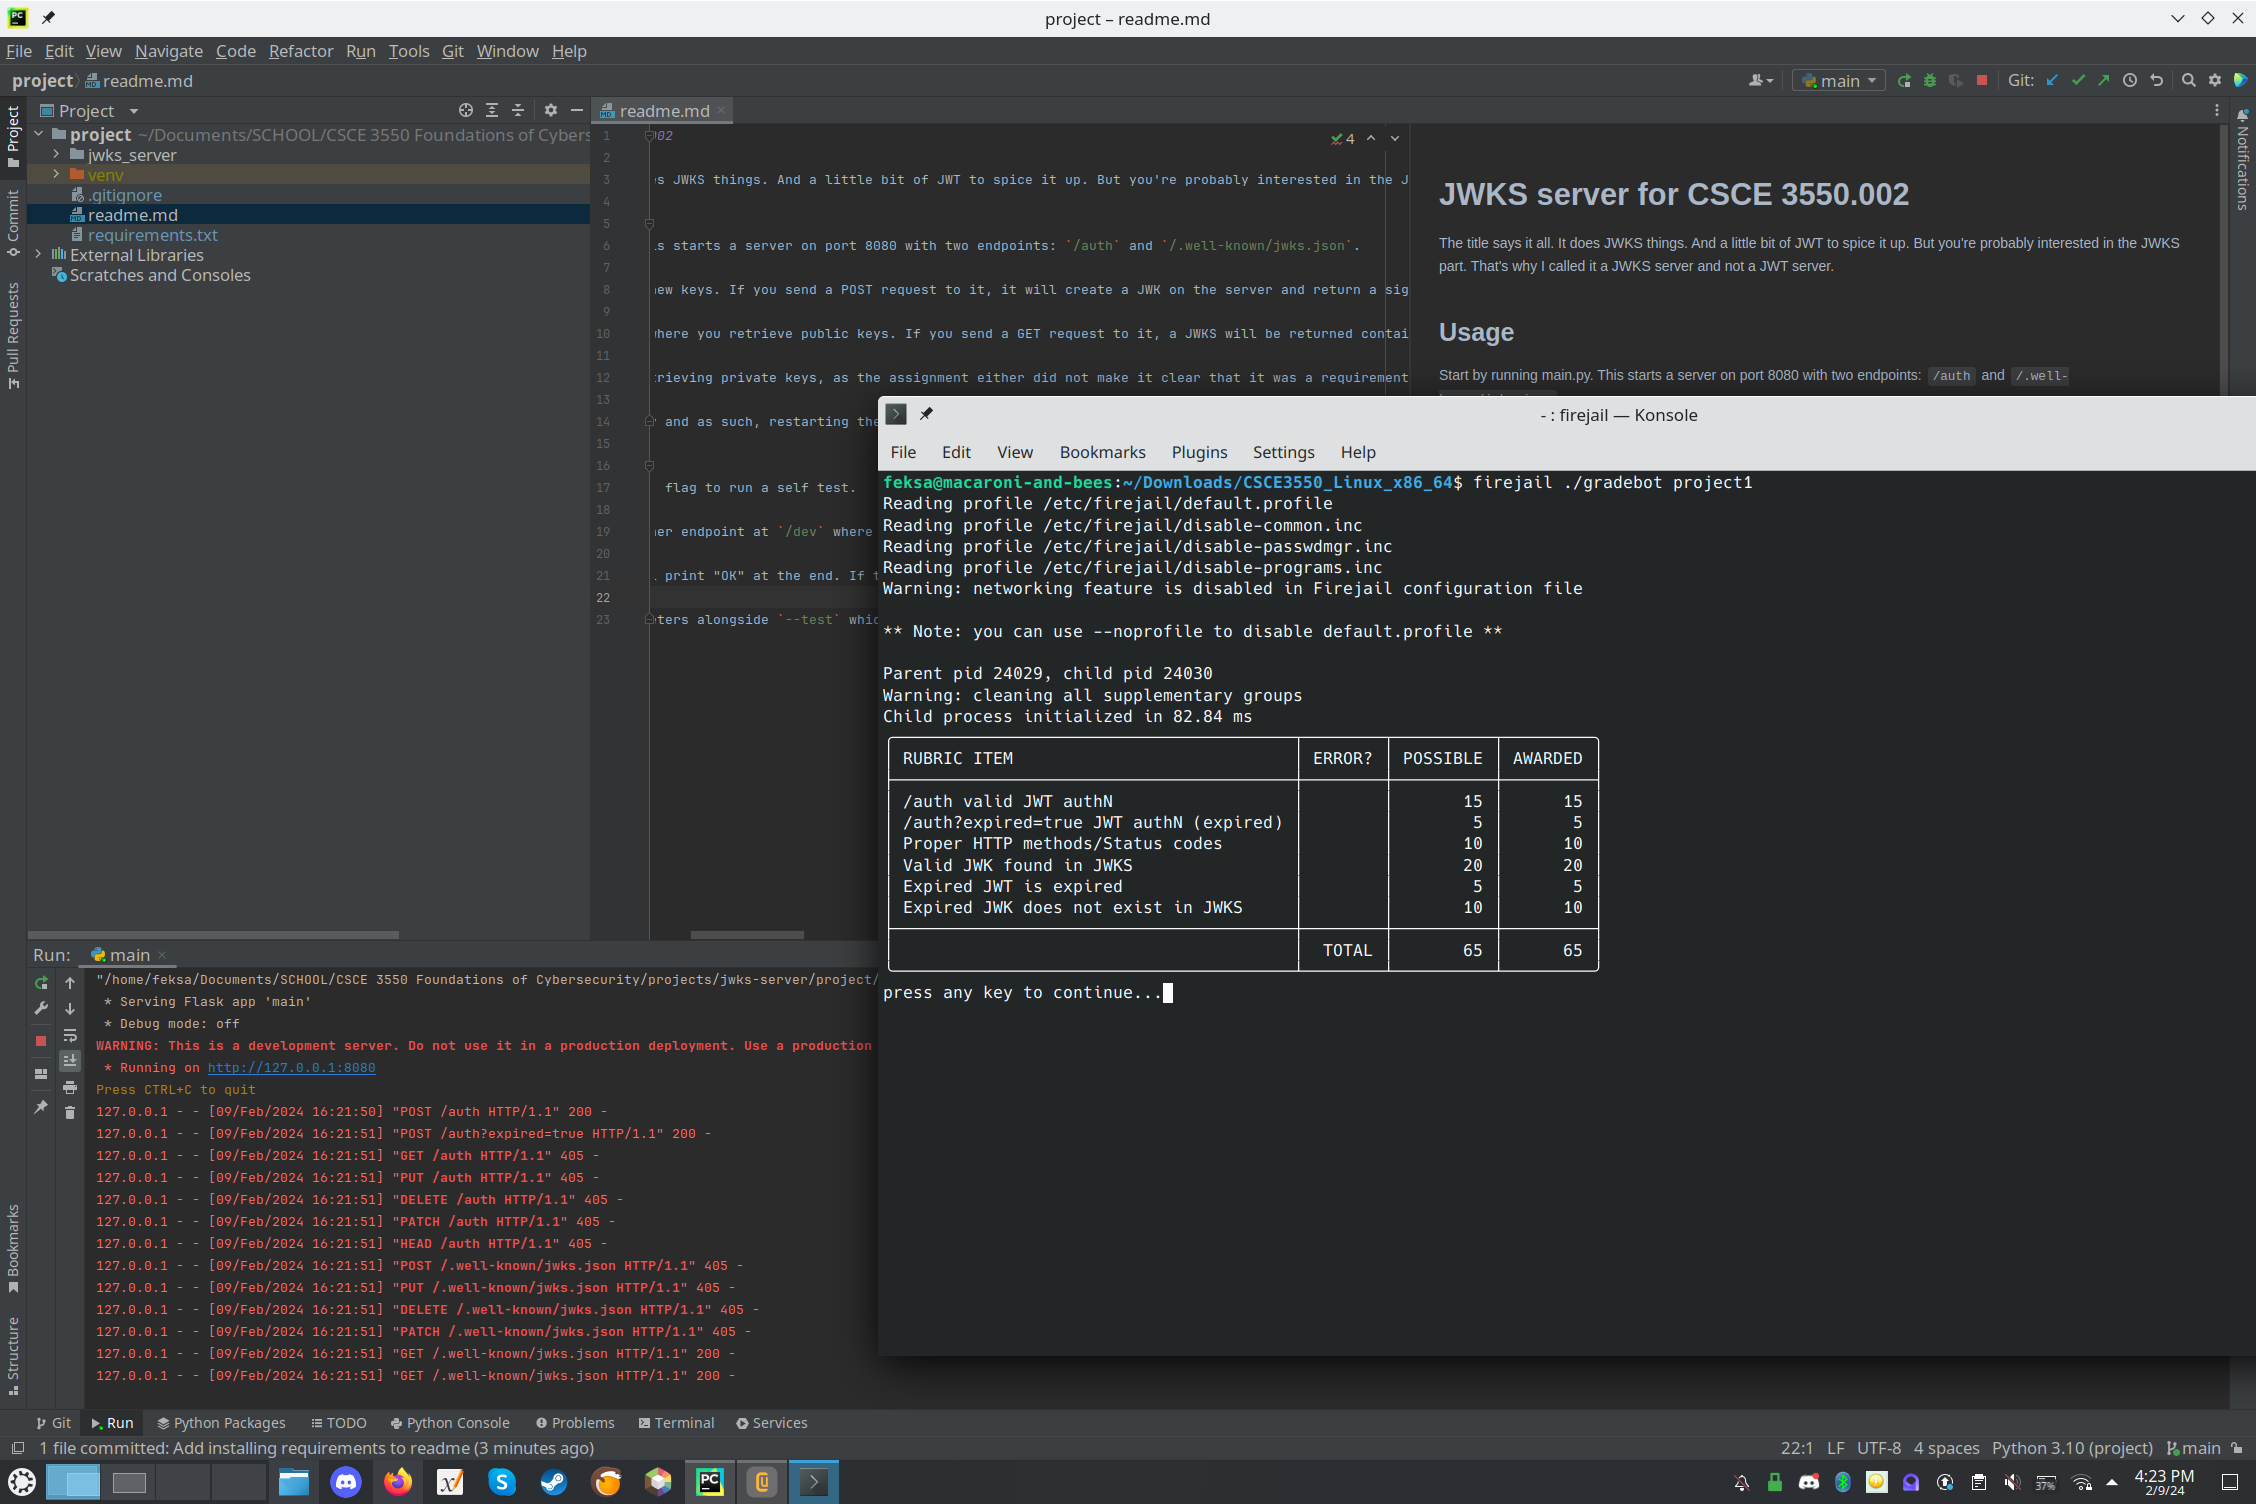 project – readme.md
File Edit View Navigate Code Refactor Run Tools Git Window Help
project readme.md
main Git:
Project
readme.md
Project
Commit
Pull Requests
Bookmarks
Structure
Notifications
project ~/Documents/SCHOOL/CSCE 3550 Foundations of Cybers
jwks_server
venv
.gitignore
readme.md
requirements.txt
External Libraries
Scratches and Consoles
4
1 002
2
3 s JWKS things. And a little bit of JWT to spice it up. But you're probably interested in the J
4
5
6 s starts a server on port 8080 with two endpoints: `/auth` and `/.well-known/jwks.json`.
7
8 new keys. If you send a POST request to it, it will create a JWK on the server and return a sig
9
10 where you retrieve public keys. If you send a GET request to it, a JWKS will be returned contai
11
12 trieving private keys, as the assignment either did not make it clear that it was a requirement
13
14 and as such, restarting the
15
16
17 flag to run a self test.
18
19 er endpoint at `/dev` where
20
21 print "OK" at the end. If t
22
23 ters alongside `--test` whic
JWKS server for CSCE 3550.002
The title says it all. It does JWKS things. And a little bit of JWT to spice it up. But you're probably interested in the JWKS
part. That's why I called it a JWKS server and not a JWT server.
Usage
Start by running main.py. This starts a server on port 8080 with two endpoints: /auth and /.well-
- : firejail — Konsole
File Edit View Bookmarks Plugins Settings Help
feksa@macaroni-and-bees:~/Downloads/CSCE3550_Linux_x86_64$ firejail ./gradebot project1
Reading profile /etc/firejail/default.profile
Reading profile /etc/firejail/disable-common.inc
Reading profile /etc/firejail/disable-passwdmgr.inc
Reading profile /etc/firejail/disable-programs.inc
Warning: networking feature is disabled in Firejail configuration file
** Note: you can use --noprofile to disable default.profile **
Parent pid 24029, child pid 24030
Warning: cleaning all supplementary groups
Child process initialized in 82.84 ms
RUBRIC ITEM ERROR? POSSIBLE AWARDED
/auth valid JWT authN 15 15
/auth?expired=true JWT authN (expired) 5 5
Proper HTTP methods/Status codes 10 10
Valid JWK found in JWKS 20 20
Expired JWT is expired 5 5
Expired JWK does not exist in JWKS 10 10
TOTAL 65 65
press any key to continue...
Run: main
"/home/feksa/Documents/SCHOOL/CSCE 3550 Foundations of Cybersecurity/projects/jwks-server/project/
* Serving Flask app 'main'
* Debug mode: off
WARNING: This is a development server. Do not use it in a production deployment. Use a production
* Running on http://127.0.0.1:8080
Press CTRL+C to quit
127.0.0.1 - - [09/Feb/2024 16:21:50] "POST /auth HTTP/1.1" 200 -
127.0.0.1 - - [09/Feb/2024 16:21:51] "POST /auth?expired=true HTTP/1.1" 200 -
127.0.0.1 - - [09/Feb/2024 16:21:51] "GET /auth HTTP/1.1" 405 -
127.0.0.1 - - [09/Feb/2024 16:21:51] "PUT /auth HTTP/1.1" 405 -
127.0.0.1 - - [09/Feb/2024 16:21:51] "DELETE /auth HTTP/1.1" 405 -
127.0.0.1 - - [09/Feb/2024 16:21:51] "PATCH /auth HTTP/1.1" 405 -
127.0.0.1 - - [09/Feb/2024 16:21:51] "HEAD /auth HTTP/1.1" 405 -
127.0.0.1 - - [09/Feb/2024 16:21:51] "POST /.well-known/jwks.json HTTP/1.1" 405 -
127.0.0.1 - - [09/Feb/2024 16:21:51] "PUT /.well-known/jwks.json HTTP/1.1" 405 -
127.0.0.1 - - [09/Feb/2024 16:21:51] "DELETE /.well-known/jwks.json HTTP/1.1" 405 -
127.0.0.1 - - [09/Feb/2024 16:21:51] "PATCH /.well-known/jwks.json HTTP/1.1" 405 -
127.0.0.1 - - [09/Feb/2024 16:21:51] "GET /.well-known/jwks.json HTTP/1.1" 200 -
127.0.0.1 - - [09/Feb/2024 16:21:51] "GET /.well-known/jwks.json HTTP/1.1" 200 -
Git Run Python Packages TODO Python Console Problems Terminal Services
1 file committed: Add installing requirements to readme (3 minutes ago) 22:1 LF UTF-8 4 spaces Python 3.10 (project) main
37% 4:23 PM
2/9/24